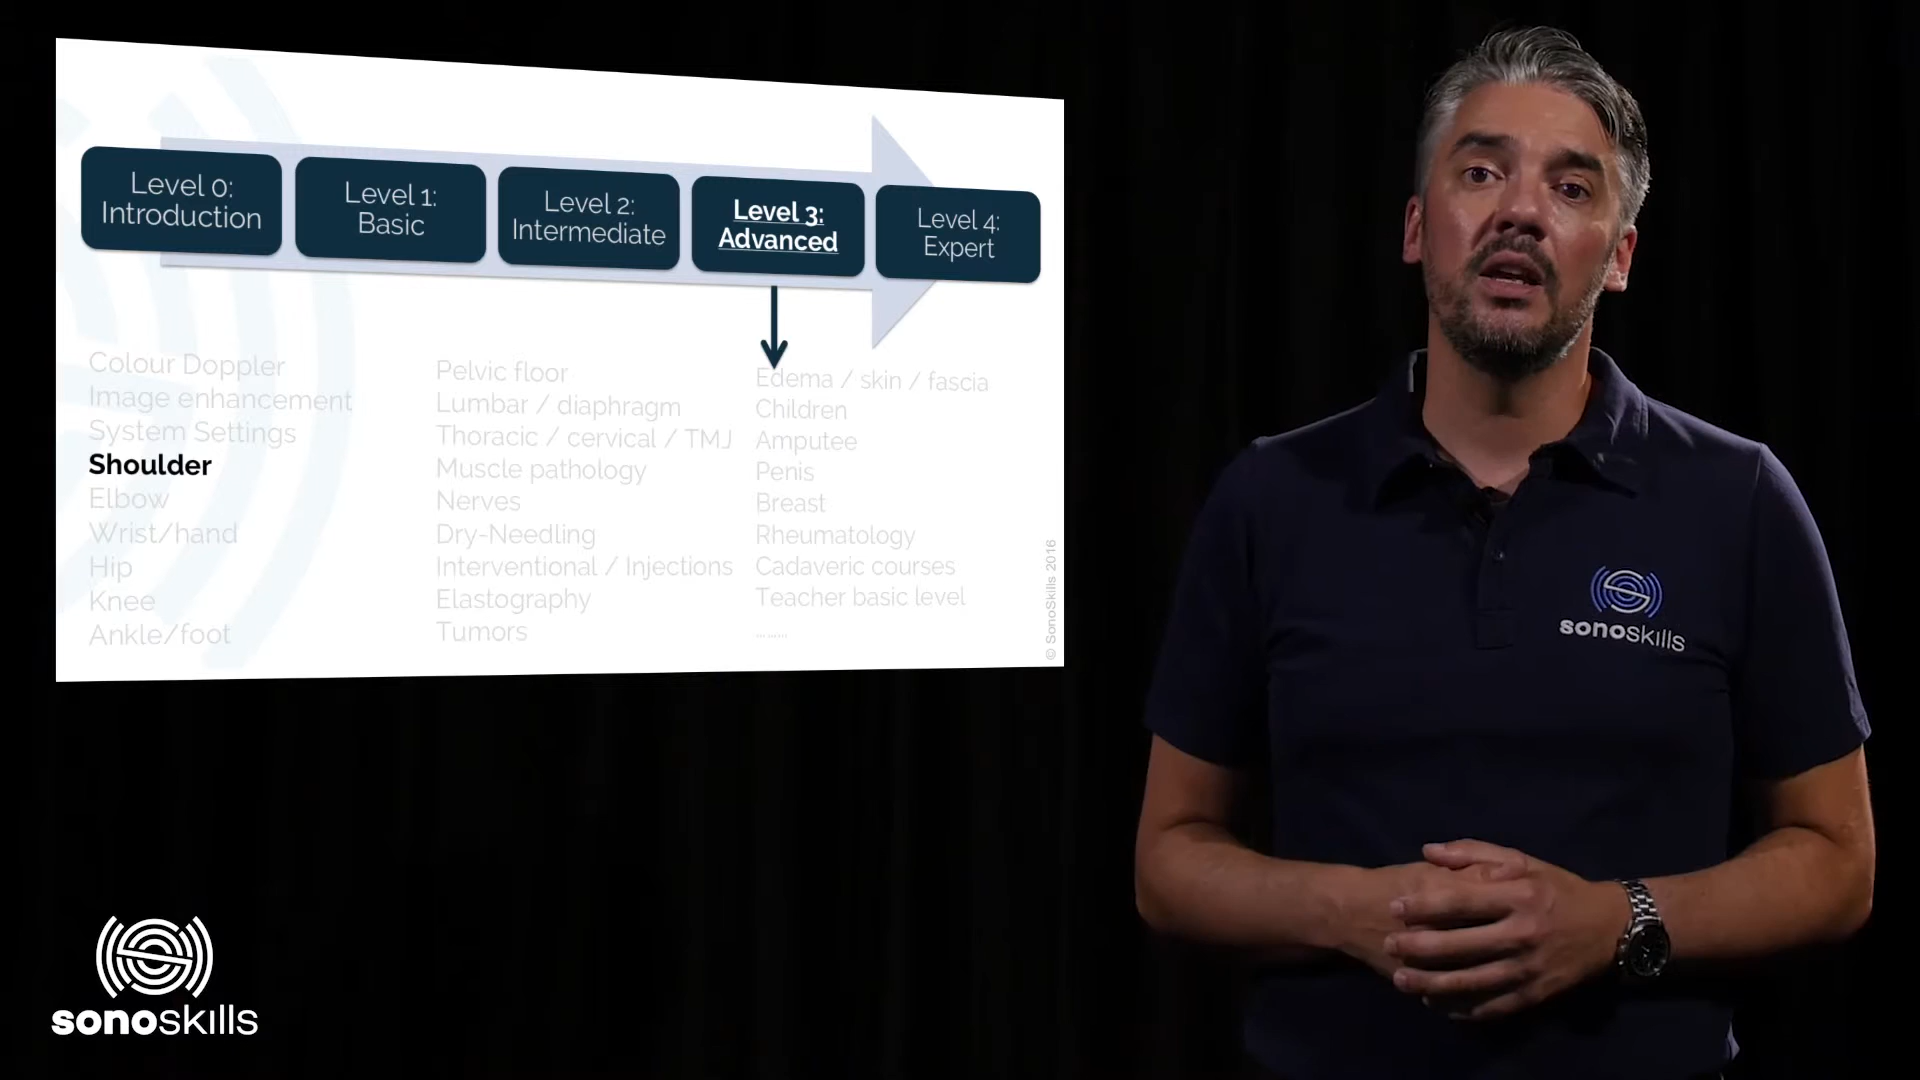 Level 0:
Introduction
Level 1:
Basic
Level 2:
Intermediate
Level 3:
Advanced
Level 4:
Expert
Colour Doppler
Image enhancement
System Settings
Shoulder
Elbow
Wrist/hand
Hip
Knee
Ankle/foot
Pelvic floor
Lumbar / diaphragm
Thoracic / cervical / TMJ
Muscle pathology
Nerves
Dry-Needling
Interventional / Injections
Elastography
Tumors
Edema / skin / fascia
Children
Amputee
Penis
Breast
Rheumatology
Cadaveric courses
Teacher basic level
........
© SonoSkills 2016
sonoskills
sonoskills